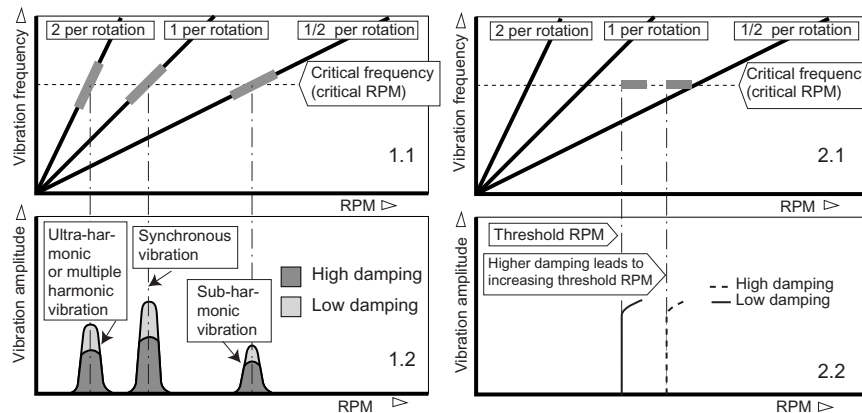 2 per rotation
1 per rotation
1/2 per rotation
Vibration frequency
Critical frequency
(critical RPM)
1.1
RPM
Vibration amplitude
Ultra-har-
monic
or multiple
harmonic
vibration
Synchronous
vibration
Sub-har-
monic
vibration
High damping
Low damping
1.2
RPM
2 per rotation
1 per rotation
1/2 per rotation
Vibration frequency
Critical frequency
(critical RPM)
2.1
RPM
Vibration amplitude
Threshold RPM
Higher damping leads to
increasing threshold RPM
High damping
Low damping
2.2
RPM